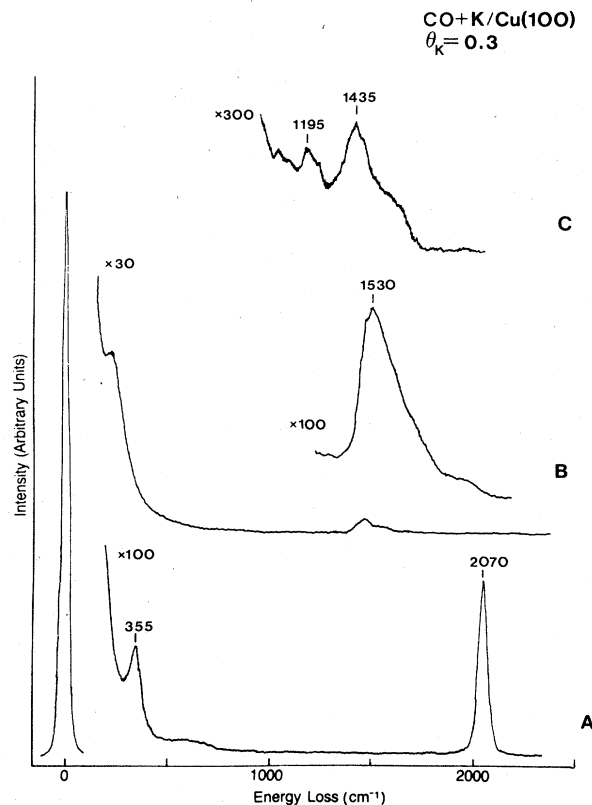 CO+K/Cu(100)
θK= 0.3
×300
1195
1435
C
×30
1530
×100
B
×100
355
2070
A
Intensity (Arbitrary Units)
0
1000
2000
Energy Loss (cm⁻¹)